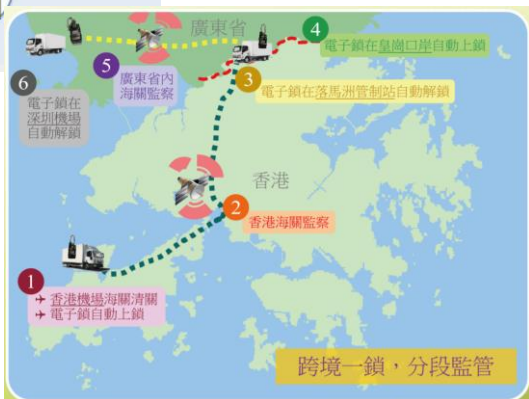 廣東省
4
電子鎖在皇崗口岸自動上鎖
5
廣東省內
海關監察
3
電子鎖在落馬洲管制站自動解鎖
6
電子鎖在
深圳機場
自動解鎖
香港
2
香港海關監察
1
香港機場海關清關
電子鎖自動上鎖
跨境一鎖,分段監管